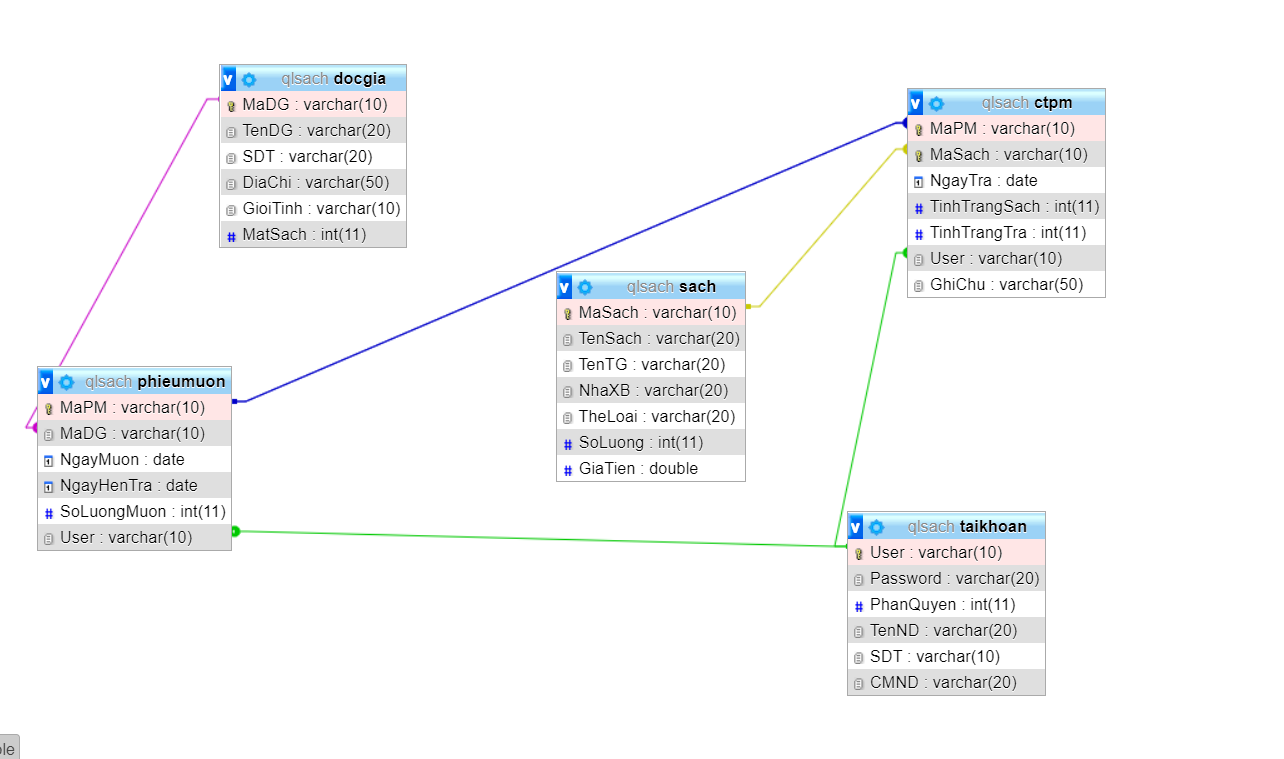 qlsach docgia
MaDG : varchar(10)
TenDG : varchar(20)
SDT : varchar(20)
DiaChi : varchar(50)
GioiTinh : varchar(10)
MatSach : int(11)
qlsach ctpm
MaPM : varchar(10)
MaSach : varchar(10)
NgayTra : date
TinhTrangSach : int(11)
TinhTrangTra : int(11)
User : varchar(10)
GhiChu : varchar(50)
qlsach sach
MaSach : varchar(10)
TenSach : varchar(20)
TenTG : varchar(20)
NhaXB : varchar(20)
TheLoai : varchar(20)
SoLuong : int(11)
GiaTien : double
qlsach phieumuon
MaPM : varchar(10)
MaDG : varchar(10)
NgayMuon : date
NgayHenTra : date
SoLuongMuon : int(11)
User : varchar(10)
qlsach taikhoan
User : varchar(10)
Password : varchar(20)
PhanQuyen : int(11)
TenND : varchar(20)
SDT : varchar(10)
CMND : varchar(20)